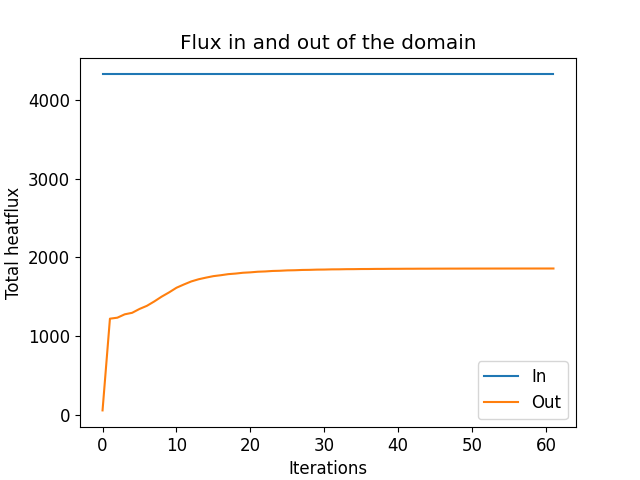 Flux in and out of the domain
Total heatflux
4000
3000
2000
1000
0
0 10 20 30 40 50 60
Iterations
In
Out